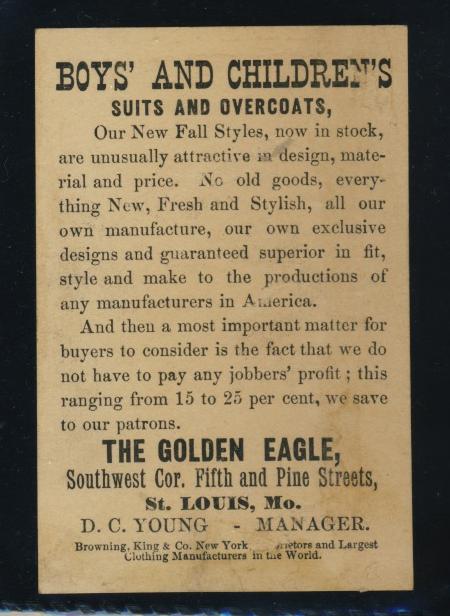 BOYS' AND CHILDREN'S
SUITS AND OVERCOATS,
Our New Fall Styles, now in stock,
are unusually attractive in design, mate-
rial and price. No old goods, every-
thing New, Fresh and Stylish, all our
own manufacture, our own exclusive
designs and guaranteed superior in fit,
style and make to the productions of
any manufacturers in America.
And then a most important matter for
buyers to consider is the fact that we do
not have to pay any jobbers' profit; this
ranging from 15 to 25 per cent, we save
to our patrons.
THE GOLDEN EAGLE,
Southwest Cor. Fifth and Pine Streets,
St. LOUIS, Mo.
D. C. YOUNG - MANAGER.
Browning, King & Co. New York and Largest
Clothing Manufacturers in the World.